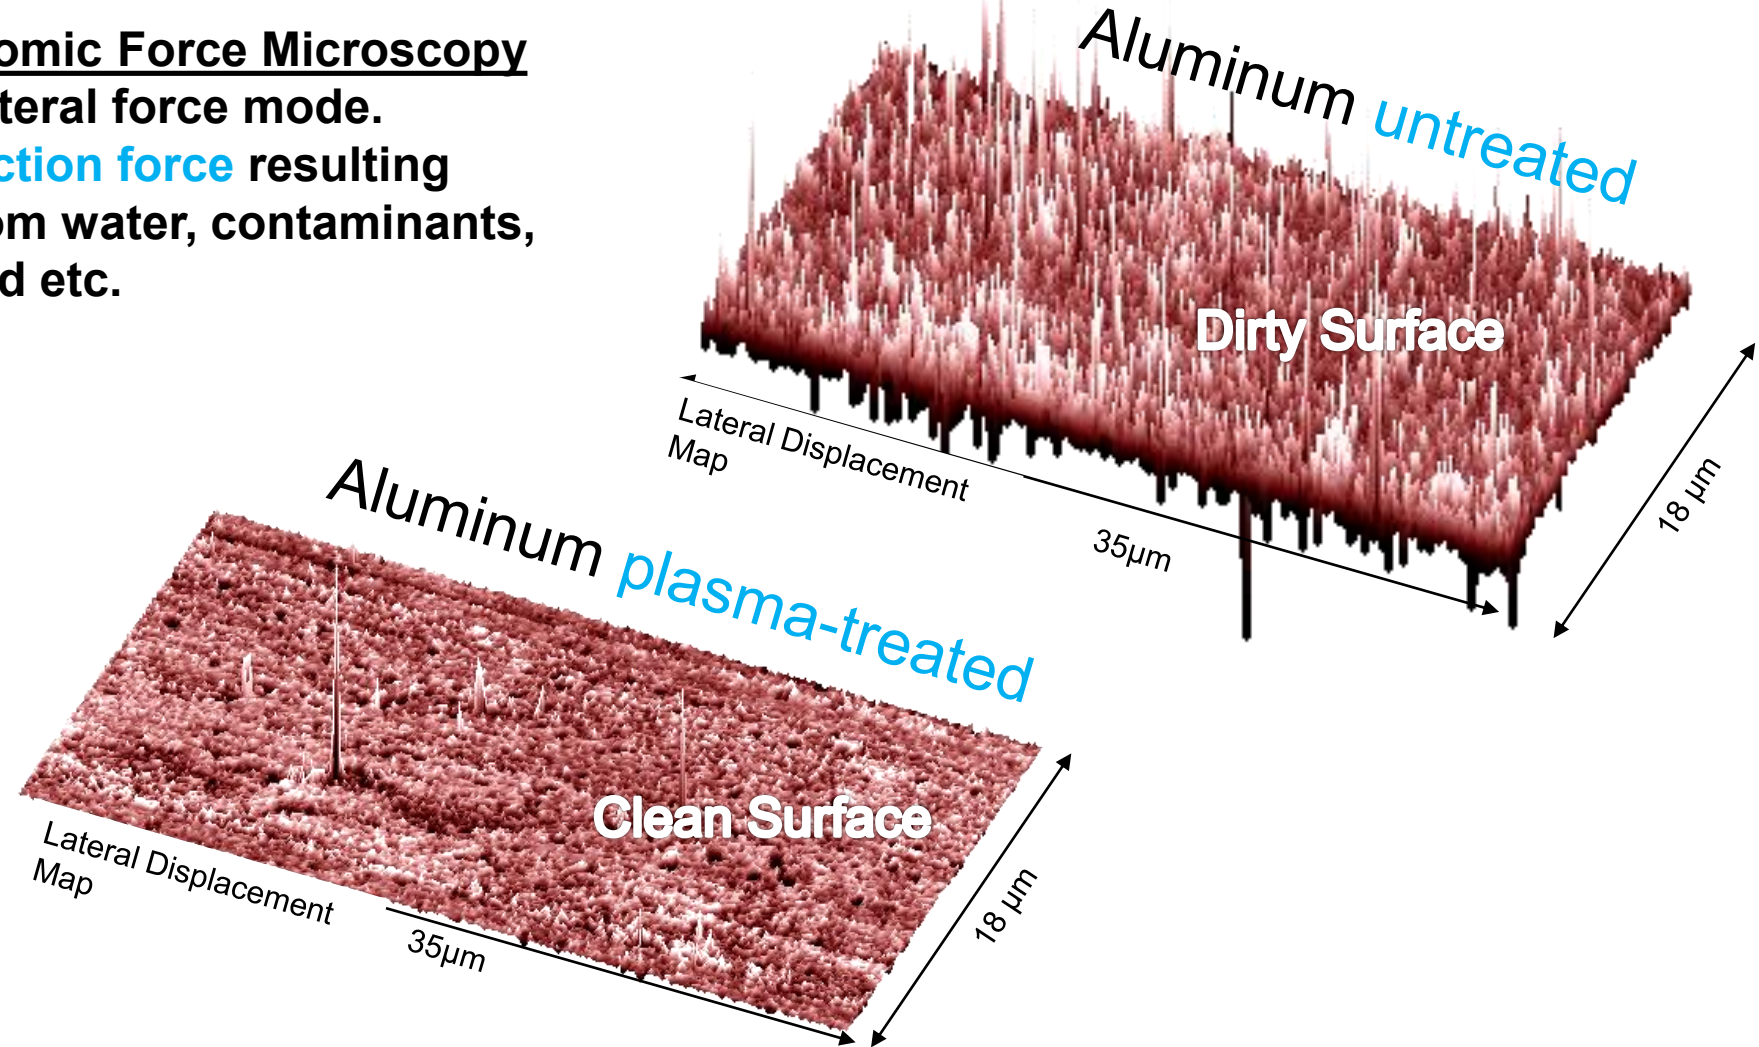 omic Force Microscopy
teral force mode.
ction force resulting
om water, contaminants,
d etc.
Aluminum untreated
Dirty Surface
Lateral Displacement
Map
35µm
18 µm
Aluminum plasma-treated
Clean Surface
Lateral Displacement
Map
35µm
18 µm